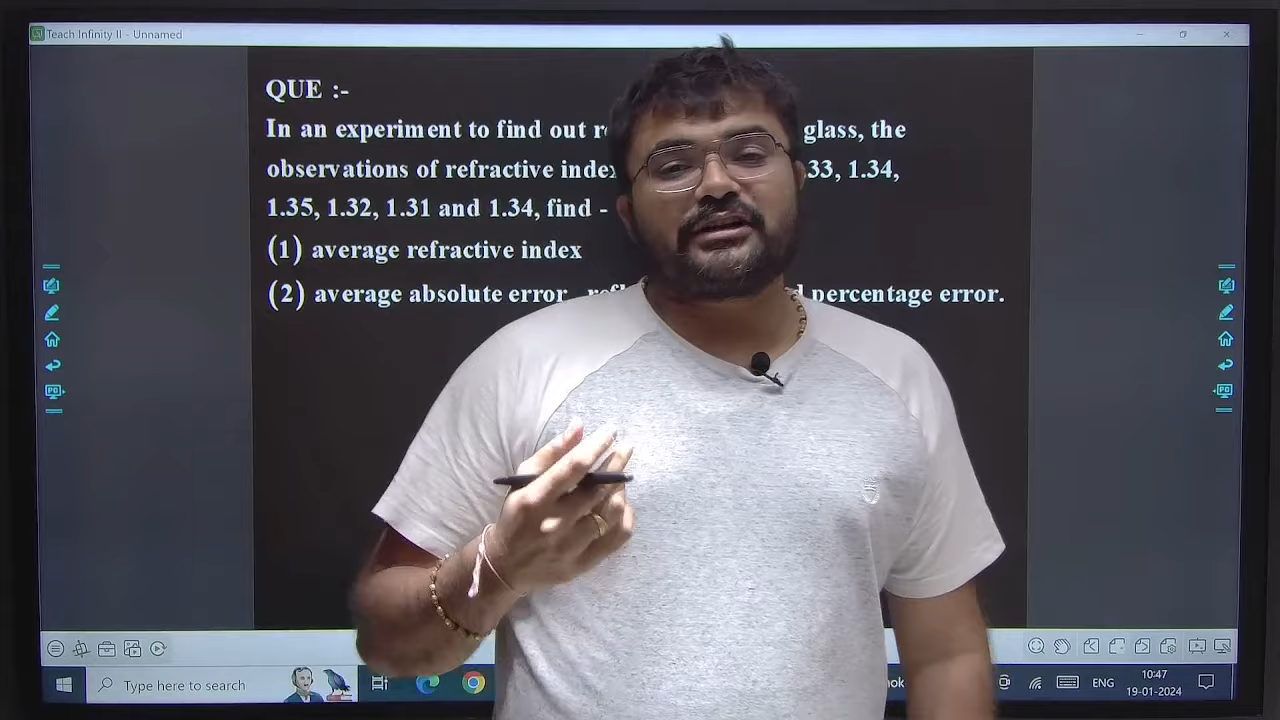 Teach Infinity II - Unnamed
QUE :-
In an experiment to find out glass, the
observations of refractive index 33, 1.34,
1.35, 1.32, 1.31 and 1.34, find -
(1) average refractive index
(2) average absolute error percentage error.
PC
PC
Type here to search
ENG
10:47
19-01-2024